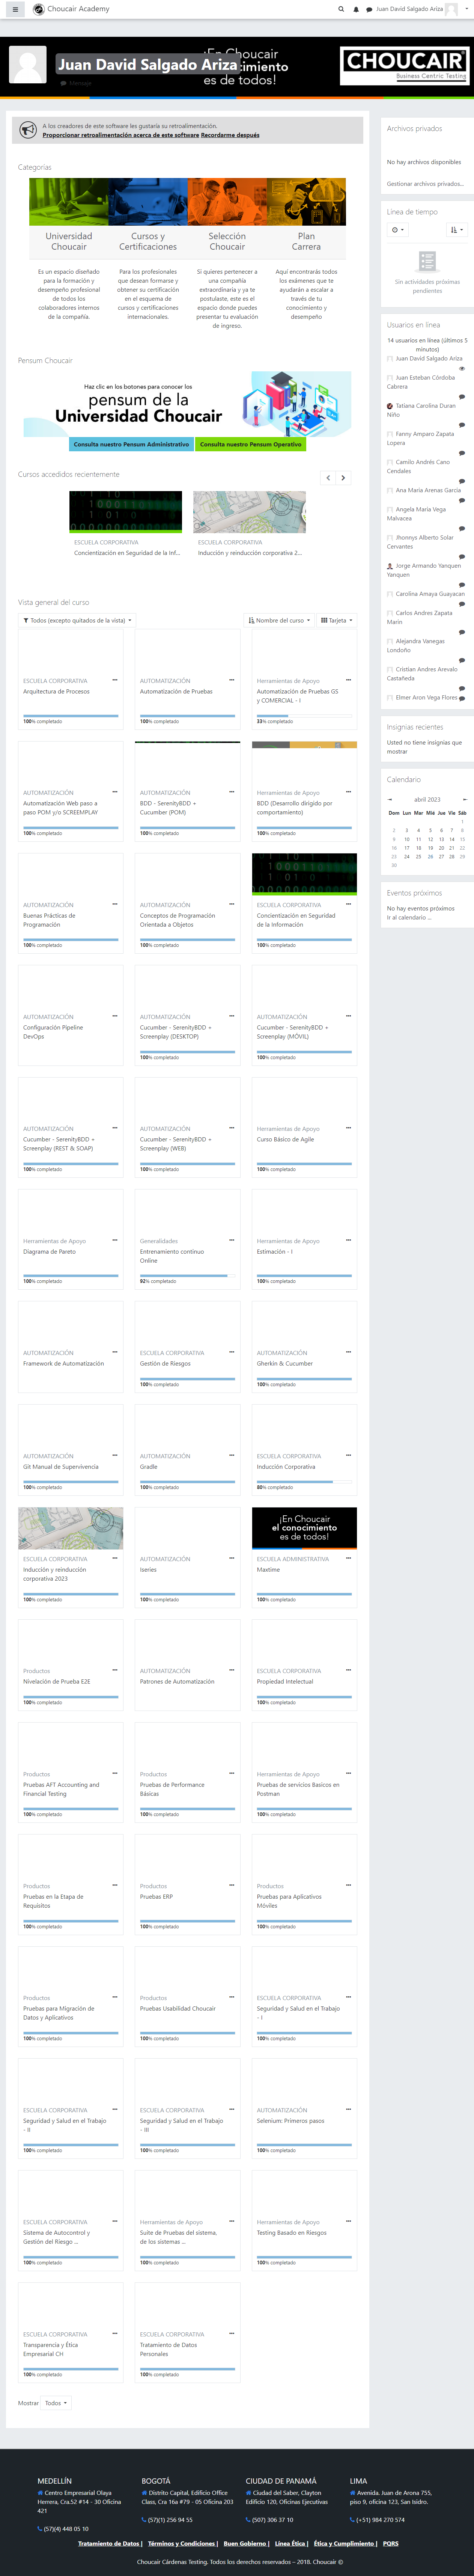 Choucair Academy
Juan David Salgado Ariza
Juan David Salgado Ariza
Mensaje
¡En Choucair
el conocimiento
es de todos!
CHOUCAIR
Business Centric Testing
A los creadores de este software les gustaría su retroalimentación.
Proporcionar retroalimentación acerca de este software Recordarme después
Categorías
Universidad
Choucair
Es un espacio diseñado
para la formación y
desempeño profesional
de todos los
colaboradores internos
de la compañía.
Cursos y
Certificaciones
Para los profesionales
que desean formarse y
obtener su certificación
en el esquema de
cursos y certificaciones
internacionales.
Selección
Choucair
Si quieres pertenecer a
una compañía
extraordinaria y ya te
postulaste, este es el
espacio donde puedes
presentar tu evaluación
de ingreso.
Plan
Carrera
Aquí encontrarás todos
los exámenes que te
ayudarán a escalar a
través de tu
conocimiento y
desempeño
Pensum Choucair
Haz clic en los botones para conocer los
pensum de la
Universidad Choucair
Consulta nuestro Pensum Administrativo
Consulta nuestro Pensum Operativo
Cursos accedidos recientemente
ESCUELA CORPORATIVA
Concientización en Seguridad de la Inf...
ESCUELA CORPORATIVA
Inducción y reinducción corporativa 2...
Vista general del curso
Todos (excepto quitados de la vista)
Nombre del curso
Tarjeta
ESCUELA CORPORATIVA
Arquitectura de Procesos
100% completado
AUTOMATIZACIÓN
Automatización de Pruebas
100% completado
Herramientas de Apoyo
Automatización de Pruebas GS
y COMERCIAL - I
33% completado
AUTOMATIZACIÓN
Automatización Web paso a
paso POM y/o SCREEMPLAY
100% completado
AUTOMATIZACIÓN
BDD - SerenityBDD +
Cucumber (POM)
100% completado
Herramientas de Apoyo
BDD (Desarrollo dirigido por
comportamiento)
100% completado
AUTOMATIZACIÓN
Buenas Prácticas de
Programación
100% completado
AUTOMATIZACIÓN
Conceptos de Programación
Orientada a Objetos
100% completado
ESCUELA CORPORATIVA
Concientización en Seguridad
de la Información
100% completado
AUTOMATIZACIÓN
Configuración Pipeline
DevOps
AUTOMATIZACIÓN
Cucumber - SerenityBDD +
Screenplay (DESKTOP)
100% completado
AUTOMATIZACIÓN
Cucumber - SerenityBDD +
Screenplay (MÓVIL)
100% completado
AUTOMATIZACIÓN
Cucumber - SerenityBDD +
Screenplay (REST & SOAP)
100% completado
AUTOMATIZACIÓN
Cucumber - SerenityBDD +
Screenplay (WEB)
100% completado
Herramientas de Apoyo
Curso Básico de Agile
100% completado
Herramientas de Apoyo
Diagrama de Pareto
100% completado
Generalidades
Entrenamiento continuo
Online
92% completado
Herramientas de Apoyo
Estimación - I
100% completado
AUTOMATIZACIÓN
Framework de Automatización
ESCUELA CORPORATIVA
Gestión de Riesgos
100% completado
AUTOMATIZACIÓN
Gherkin & Cucumber
100% completado
AUTOMATIZACIÓN
Git Manual de Supervivencia
100% completado
AUTOMATIZACIÓN
Gradle
100% completado
ESCUELA CORPORATIVA
Inducción Corporativa
80% completado
ESCUELA CORPORATIVA
Inducción y reinducción
corporativa 2023
100% completado
AUTOMATIZACIÓN
Iseries
100% completado
¡En Choucair
el conocimiento
es de todos!
ESCUELA ADMINISTRATIVA
Maxtime
100% completado
Productos
Nivelación de Prueba E2E
100% completado
AUTOMATIZACIÓN
Patrones de Automatización
ESCUELA CORPORATIVA
Propiedad Intelectual
100% completado
Productos
Pruebas AFT Accounting and
Financial Testing
100% completado
Productos
Pruebas de Performance
Básicas
100% completado
Herramientas de Apoyo
Pruebas de servicios Basicos en
Postman
100% completado
Productos
Pruebas en la Etapa de
Requisitos
100% completado
Productos
Pruebas ERP
100% completado
Productos
Pruebas para Aplicativos
Móviles
100% completado
Productos
Pruebas para Migración de
Datos y Aplicativos
100% completado
Productos
Pruebas Usabilidad Choucair
100% completado
ESCUELA CORPORATIVA
Seguridad y Salud en el Trabajo
- I
100% completado
ESCUELA CORPORATIVA
Seguridad y Salud en el Trabajo
- II
100% completado
ESCUELA CORPORATIVA
Seguridad y Salud en el Trabajo
- III
100% completado
AUTOMATIZACIÓN
Selenium: Primeros pasos
100% completado
ESCUELA CORPORATIVA
Sistema de Autocontrol y
Gestión del Riesgo ...
100% completado
Herramientas de Apoyo
Suite de Pruebas del sistema,
de los sistemas ...
100% completado
Herramientas de Apoyo
Testing Basado en Riesgos
100% completado
ESCUELA CORPORATIVA
Transparencia y Ética
Empresarial CH
100% completado
ESCUELA CORPORATIVA
Tratamiento de Datos
Personales
100% completado
Mostrar Todos
Archivos privados
No hay archivos disponibles
Gestionar archivos privados...
Línea de tiempo
Sin actividades próximas
pendientes
Usuarios en línea
14 usuarios en línea (últimos 5
minutos)
Juan David Salgado Ariza
Juan Esteban Córdoba
Cabrera
Tatiana Carolina Duran
Niño
Fanny Amparo Zapata
Lopera
Camilo Andrés Cano
Cendales
Ana María Arenas García
Angela María Vega
Malvacea
Jhonnys Alberto Solar
Cervantes
Jorge Armando Yanquen
Yanquen
Carolina Amaya Guayacan
Carlos Andres Zapata
Marin
Alejandra Vanegas
Londoño
Cristian Andres Arevalo
Castañeda
Elmer Aron Vega Flores
Insignias recientes
Usted no tiene insignias que
mostrar
Calendario
abril 2023
Dom Lun Mar Mié Jue Vie Sáb
1
2 3 4 5 6 7 8
9 10 11 12 13 14 15
16 17 18 19 20 21 22
23 24 25 26 27 28 29
30
Eventos próximos
No hay eventos próximos
Ir al calendario ...
MEDELLÍN
Centro Empresarial Olaya
Herrera, Cra.52 #14 - 30 Oficina
421
(57)(4) 448 05 10
BOGOTÁ
Distrito Capital, Edificio Office
Class, Cra 16a #79 - 05 Oficina 203
(57)(1) 256 94 55
CIUDAD DE PANAMÁ
Ciudad del Saber, Clayton
Edificio 120, Oficinas Ejecutivas
(507) 306 37 10
LIMA
Avenida. Juan de Arona 755,
piso 9, oficina 123, San Isidro.
(+51) 984 270 574
Tratamiento de Datos | Términos y Condiciones | Buen Gobierno | Línea Ética | Ética y Cumplimiento | PQRS
Choucair Cárdenas Testing. Todos los derechos reservados – 2018. Choucair ©